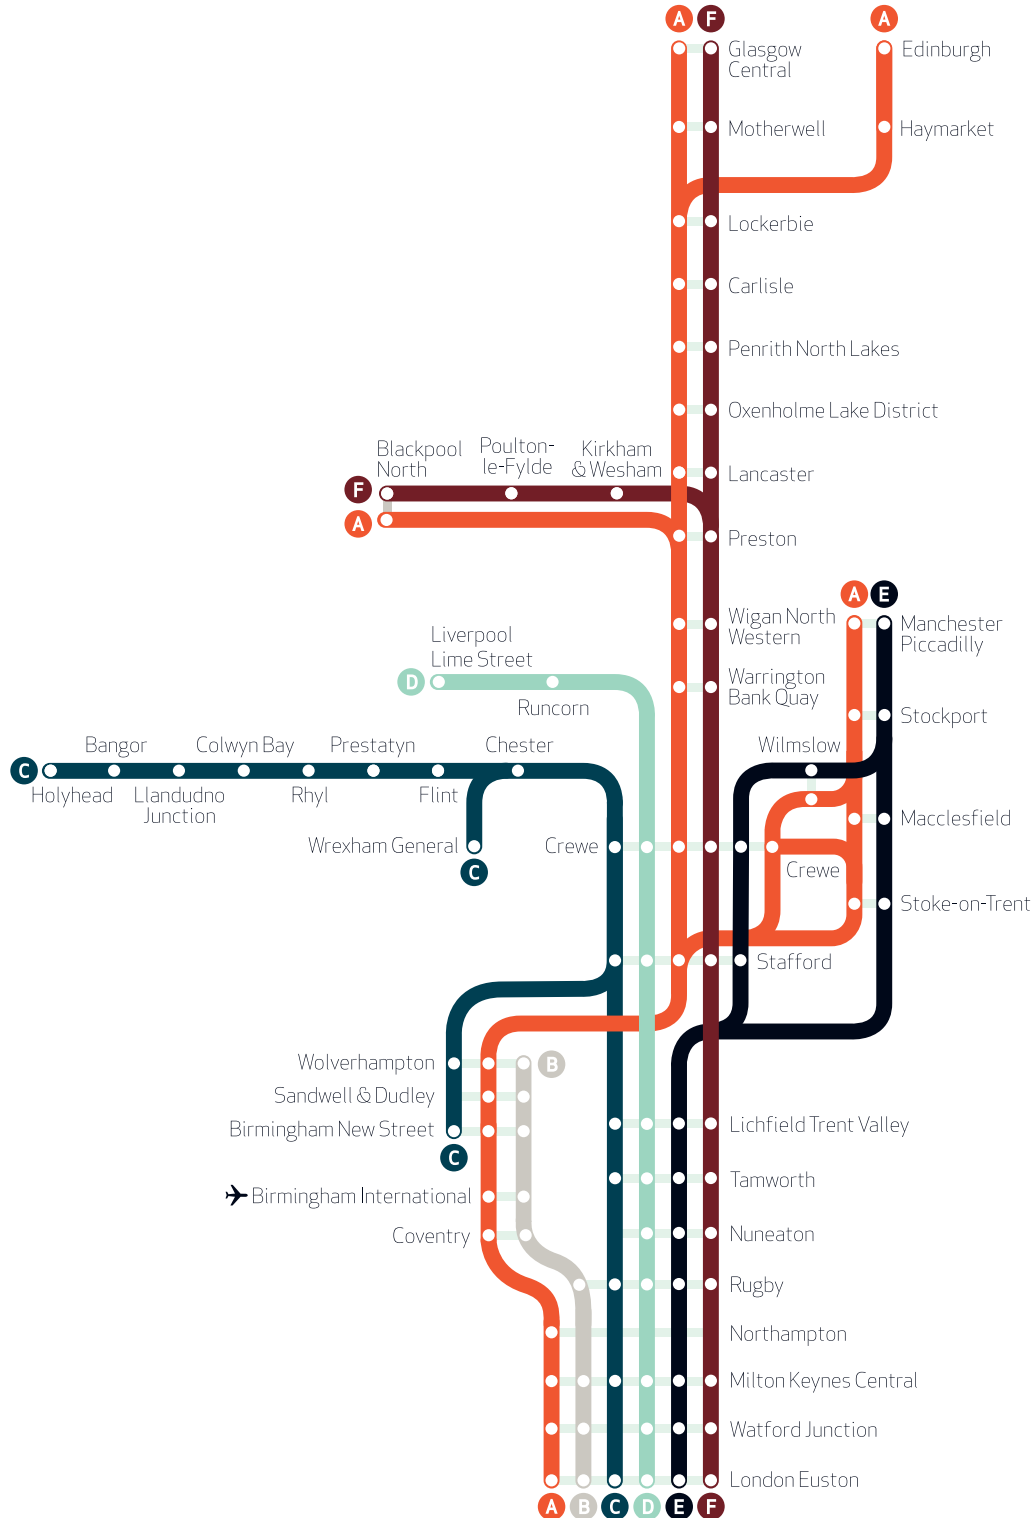 A F A
Glasgow
Central
Edinburgh
Motherwell
Haymarket
Lockerbie
Carlisle
Penrith North Lakes
Oxenholme Lake District
Blackpool
North
Poulton-
le-Fylde
Kirkham
& Wesham
Lancaster
F
A
Preston
A E
Wigan North
Western
Manchester
Piccadilly
Liverpool
Lime Street
D
Runcorn
Warrington
Bank Quay
Stockport
Bangor
Colwyn Bay
Prestatyn
Chester
Wilmslow
C
Holyhead
Llandudno
Junction
Rhyl
Flint
Macclesfield
Wrexham General
C
Crewe
Crewe
Stoke-on-Trent
Stafford
Wolverhampton
B
Sandwell & Dudley
Birmingham New Street
C
Lichfield Trent Valley
Tamworth
Birmingham International
Coventry
Nuneaton
Rugby
Northampton
Milton Keynes Central
Watford Junction
London Euston
A B C D E F